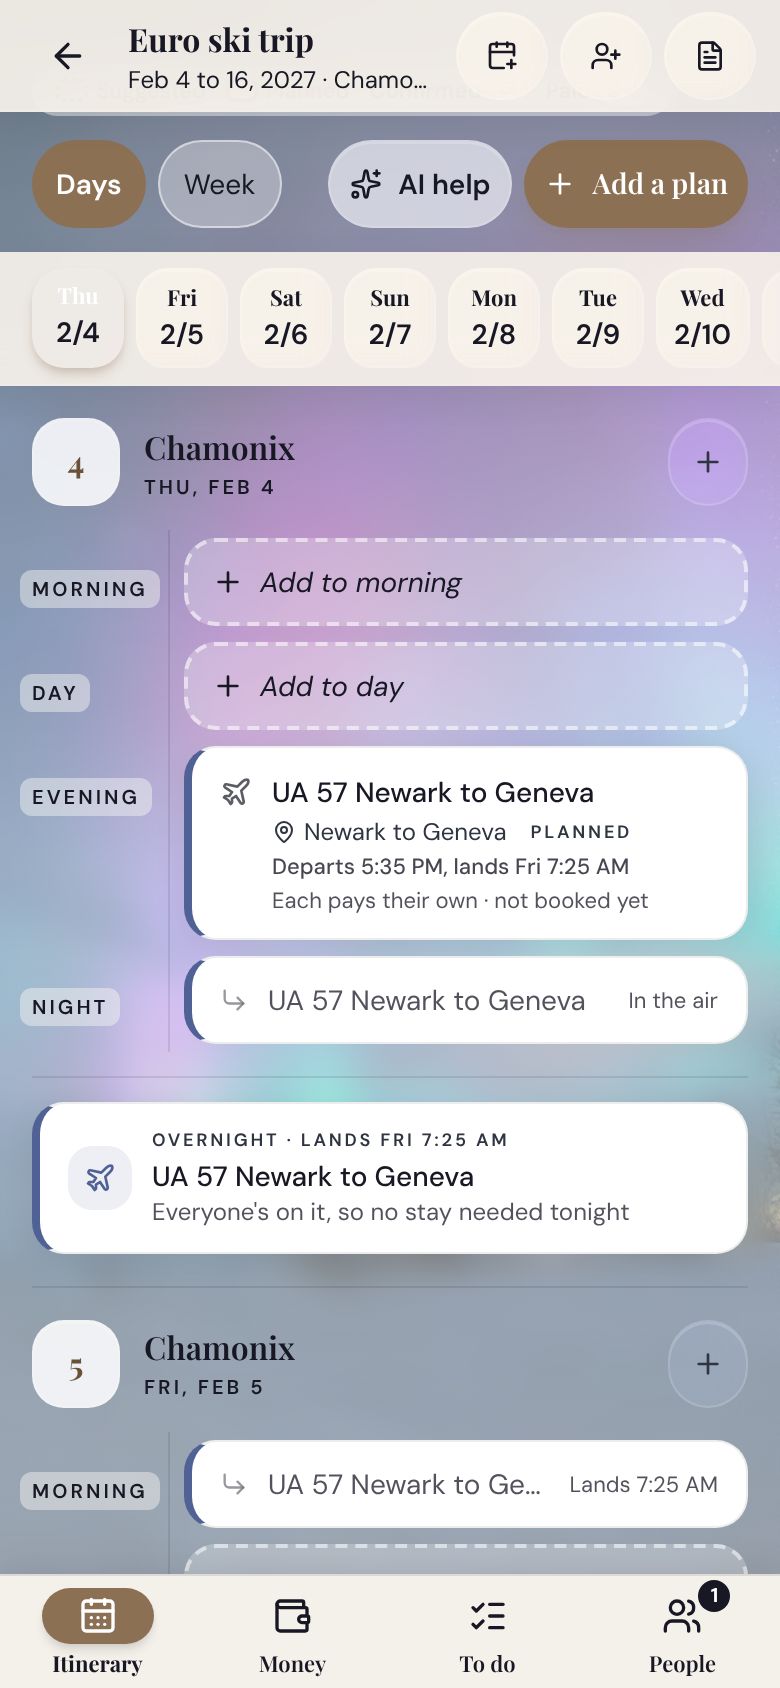 Euro ski trip
Feb 4 to 16, 2027 · Chamo...
Days
Week
AI help
Add a plan
Thu
2/4
Fri
2/5
Sat
2/6
Sun
2/7
Mon
2/8
Tue
2/9
Wed
2/10
4
Chamonix
THU, FEB 4
MORNING
Add to morning
DAY
Add to day
EVENING
UA 57 Newark to Geneva
Newark to Geneva PLANNED
Departs 5:35 PM, lands Fri 7:25 AM
Each pays their own · not booked yet
NIGHT
UA 57 Newark to Geneva In the air
OVERNIGHT · LANDS FRI 7:25 AM
UA 57 Newark to Geneva
Everyone's on it, so no stay needed tonight
5
Chamonix
FRI, FEB 5
MORNING
UA 57 Newark to Ge... Lands 7:25 AM
1
Itinerary
Money
To do
People